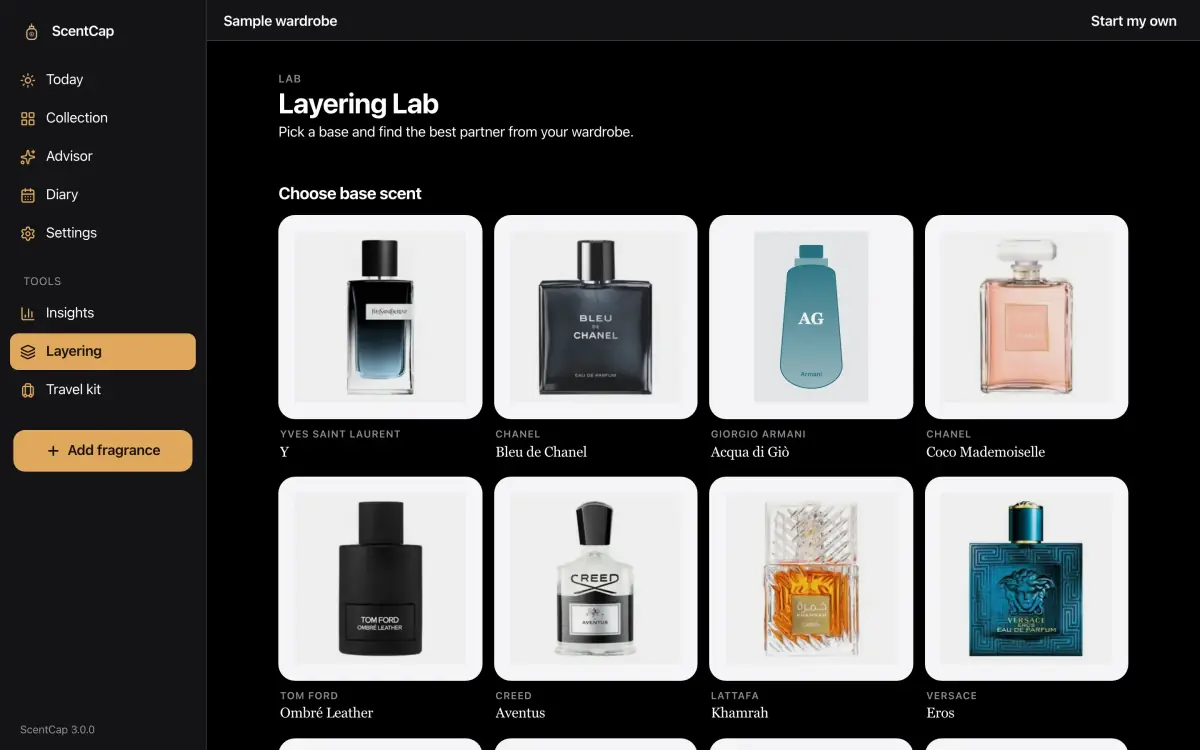 ScentCap
Today
Collection
Advisor
Diary
Settings
TOOLS
Insights
Layering
Travel kit
+ Add fragrance
ScentCap 3.0.0
Sample wardrobe
Start my own
LAB
Layering Lab
Pick a base and find the best partner from your wardrobe.
Choose base scent
YVESSAINTLAURENT
BLEU
DE
CHANEL
EAU DE PARFUM
AG
Armani
YVES SAINT LAURENT
Y
CHANEL
Bleu de Chanel
GIORGIO ARMANI
Acqua di Giò
CHANEL
Coco Mademoiselle
TOM FORD
OMBRÉ LEATHER
CREED
AVENTUS
خمرة
KHAMRAH
VERSACE
EROS
EAU DE PARFUM
TOM FORD
Ombré Leather
CREED
Aventus
LATTAFA
Khamrah
VERSACE
Eros